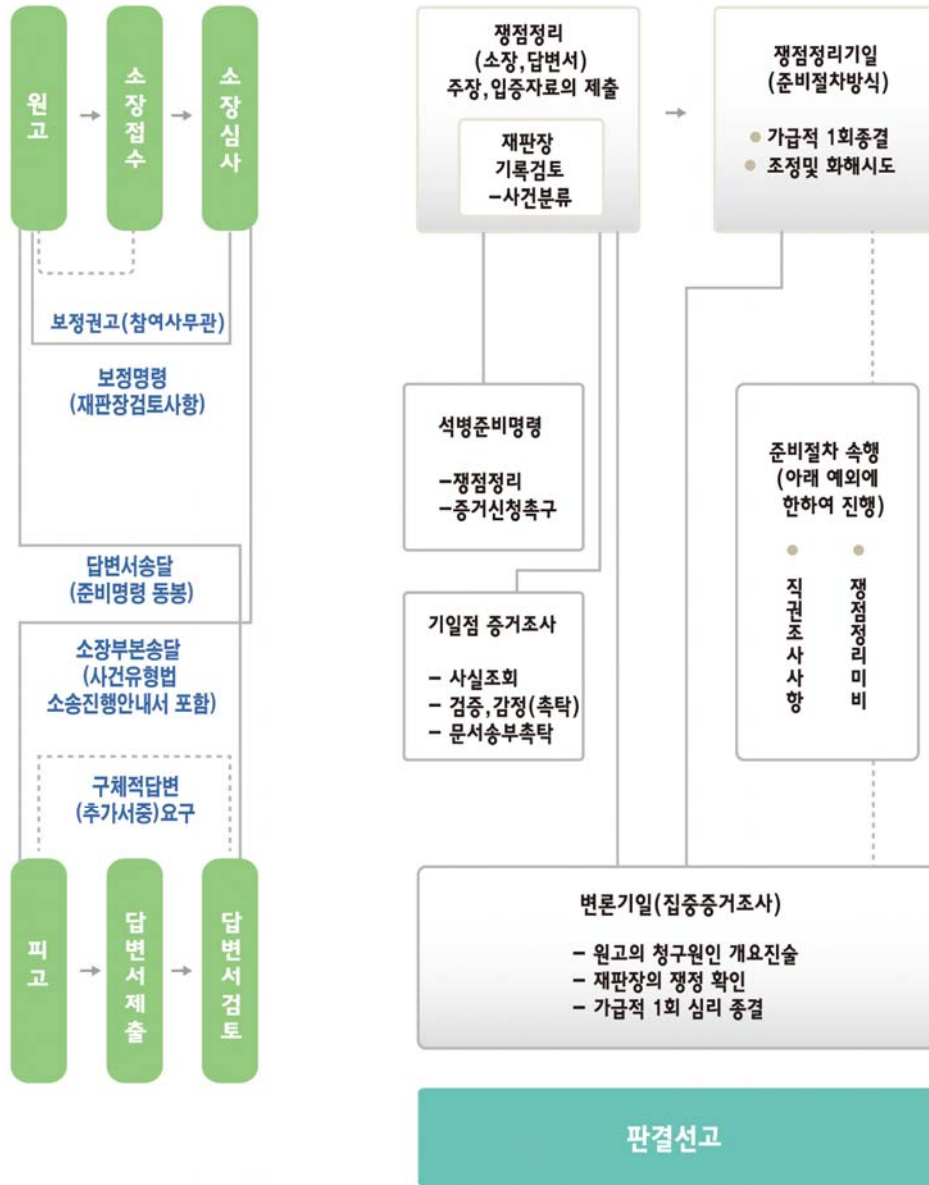 원고
소장접수
소장심사
보정권고(참여사무관)
보정명령
(재판장검토사항)
답변서송달
(준비명령 동봉)
소장부본송달
(사건유형법
소송진행안내서 포함)
구체적답변
(추가서중)요구
피고
답변서제출
답변서검토
쟁점정리
(소장,답변서)
주장,입증자료의 제출
재판장
기록검토
–사건분류
쟁점정리기일
(준비절차방식)
● 가급적 1회종결
● 조정및 화해시도
석병준비명령
–쟁점정리
–증거신청촉구
기일점 증거조사
– 사실조회
– 검증,감정(촉탁)
– 문서송부촉탁
준비절차 속행
(아래 예외에
한하여 진행)
● 직권조사사항
● 쟁점정리미비
변론기일(집중증거조사)
– 원고의 청구원인 개요진술
– 재판장의 쟁정 확인
– 가급적 1회 심리 종결
판결선고